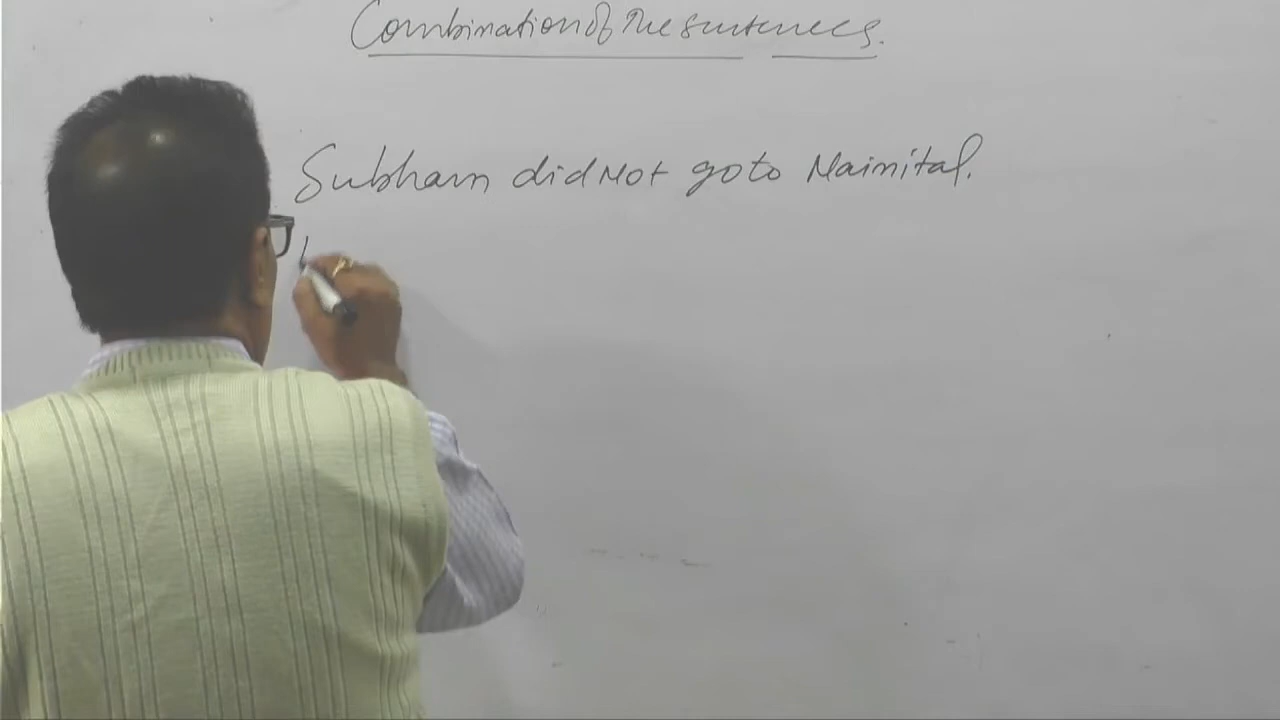 Combination of The sentences.
Subham did Not go to Nainital.